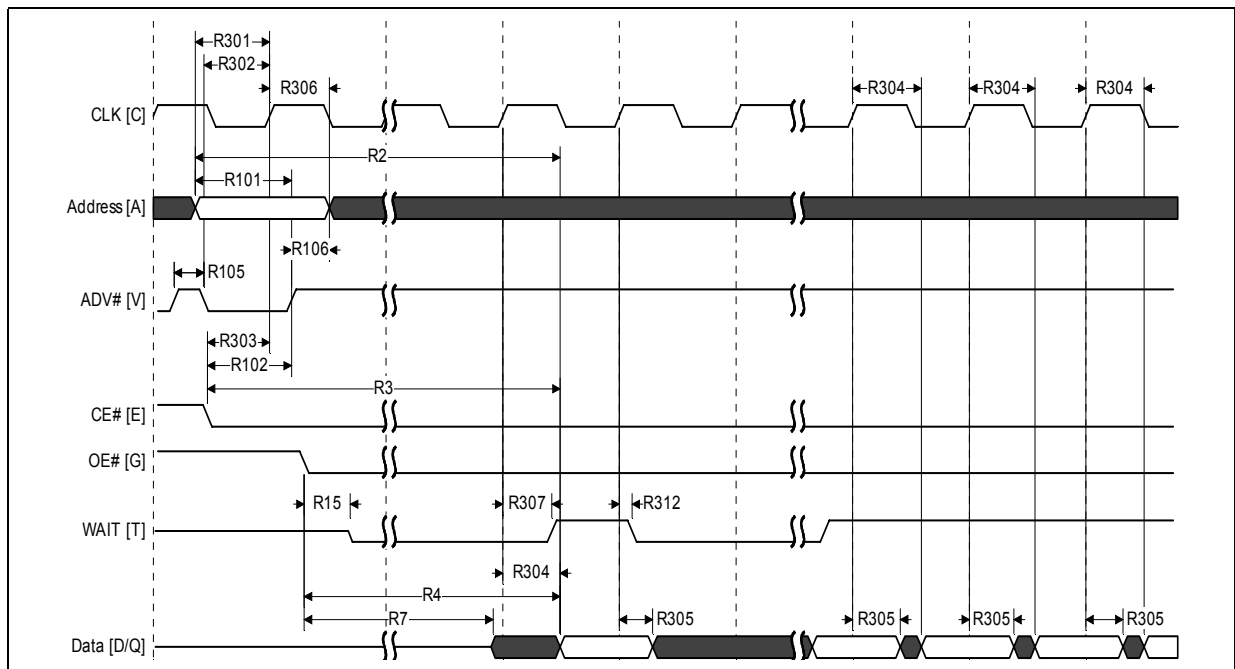 R301
R302
R306
R304 R304 R304
CLK [C]
R2
R101
Address [A]
R106
R105
ADV# [V]
R303
R102
R3
CE# [E]
OE# [G]
R15 R307 R312
WAIT [T]
R304
R4
R7
R305 R305 R305 R305
Data [D/Q]